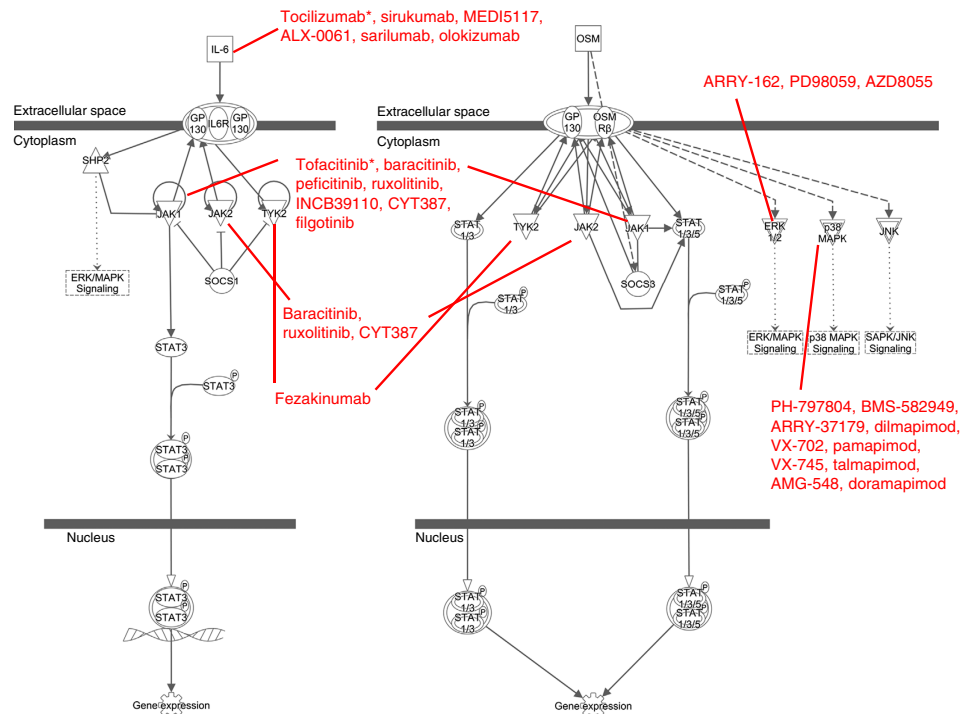 Tocilizumab*, sirukumab, MEDI5117,
ALX-0061, sarilumab, olokizumab
IL-6
Extracellular space
GP
130
IL6R
GP
130
Cytoplasm
SHP2
JAK1
JAK2
TYK2
SOCS1
ERK/MAPK
Signaling
Tofacitinib*, baracitinib,
peficitinib, ruxolitinib,
INCB39110, CYT387,
filgotinib
Baracitinib,
ruxolitinib, CYT387
Fezakinumab
STAT3
STAT3
P
STAT3
P
STAT3
Nucleus
STAT3
P
STAT3
Gene expression
OSM
Extracellular space
GP
130
OSM
Rβ
Cytoplasm
ARRY-162, PD98059, AZD8055
STAT
1/3
TYK2
JAK2
JAK1
STAT
1/3/5
ERK
1/2
p38
MAPK
JNK
SOCS3
STAT
1/3
P
STAT
1/3/5
P
ERK/MAPK
Signaling
p38 MAPK
Signaling
SAPK/JNK
Signaling
STAT
1/3
P
STAT
1/3
P
STAT
1/3/5
P
STAT
1/3/5
P
PH-797804, BMS-582949,
ARRY-37179, dilmapimod,
VX-702, pamapimod,
VX-745, talmapimod,
AMG-548, doramapimod
Nucleus
STAT
1/3
P
STAT
1/3
P
STAT
1/3/5
P
STAT
1/3/5
P
Gene expression